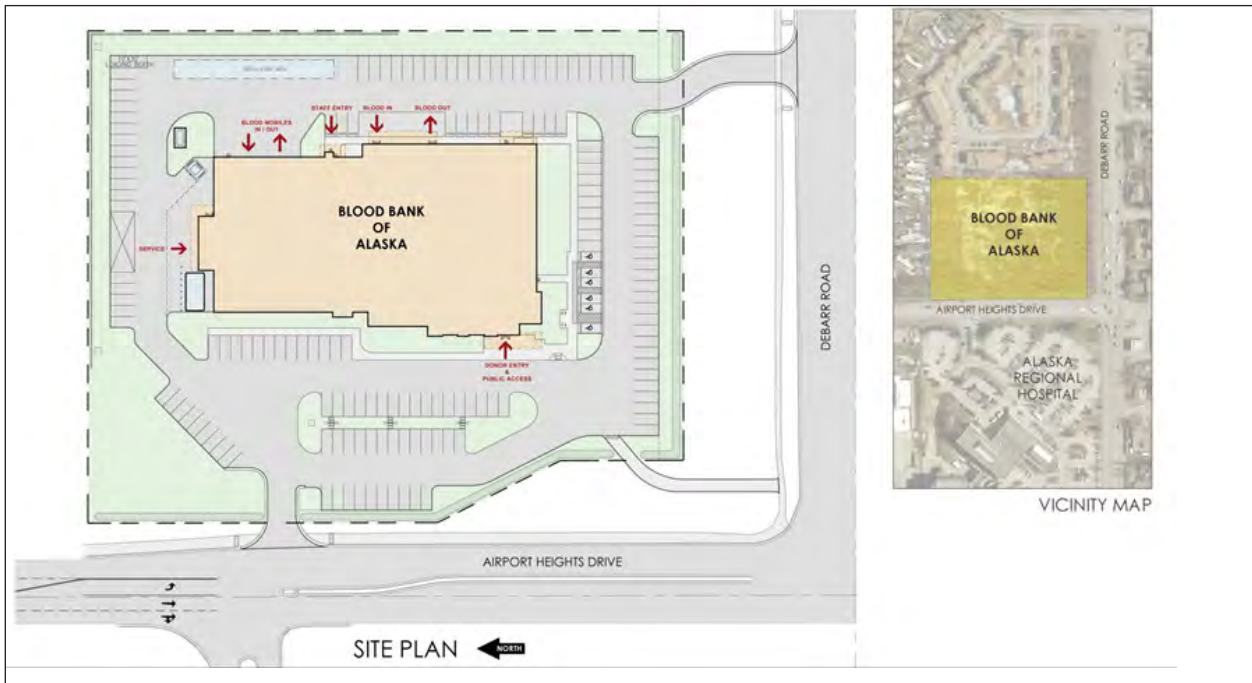 LOADING BERTH
STAFF ENTRY
BLOOD IN
BLOOD OUT
BLOOD MOBILES
IN / OUT
BLOOD BANK
OF
ALASKA
SERVICE
DONOR ENTRY
&
PUBLIC ACCESS
DEBARR ROAD
AIRPORT HEIGHTS DRIVE
SITE PLAN
NORTH
DEBARR ROAD
BLOOD BANK
OF
ALASKA
AIRPORT HEIGHTS DRIVE
ALASKA
REGIONAL
HOSPITAL
VICINITY MAP